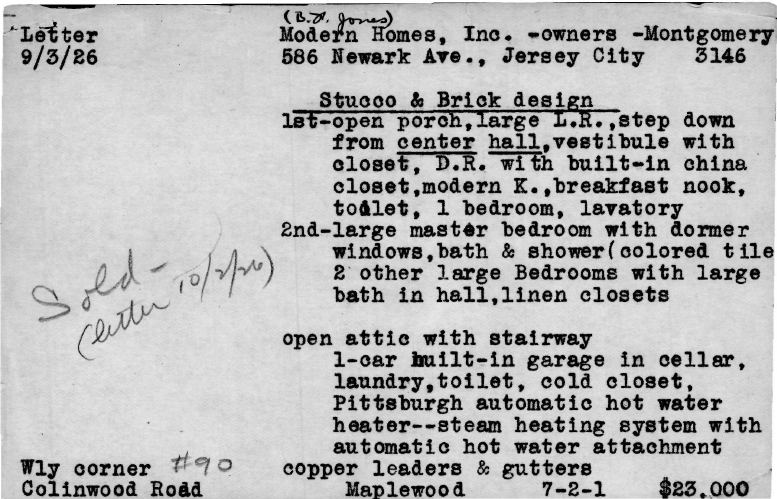 (B.A. Jones)
Letter Modern Homes, Inc. -owners -Montgomery
9/3/26 586 Newark Ave., Jersey City 3146
Stucco & Brick design
1st-open porch,large L.R.,step down
from center hall,vestibule with
closet, D.R. with built-in china
closet,modern K.,breakfast nook,
toilet, 1 bedroom, lavatory
2nd-large master bedroom with dormer
windows,bath & shower(colored tile
2 other large Bedrooms with large
bath in hall,linen closets
Sold-
(letter 10/2/26)
open attic with stairway
1-car built-in garage in cellar,
laundry,toilet, cold closet,
Pittsburgh automatic hot water
heater--steam heating system with
automatic hot water attachment
Wly corner #90 copper leaders & gutters
Colinwood Road Maplewood 7-2-1 $23.000